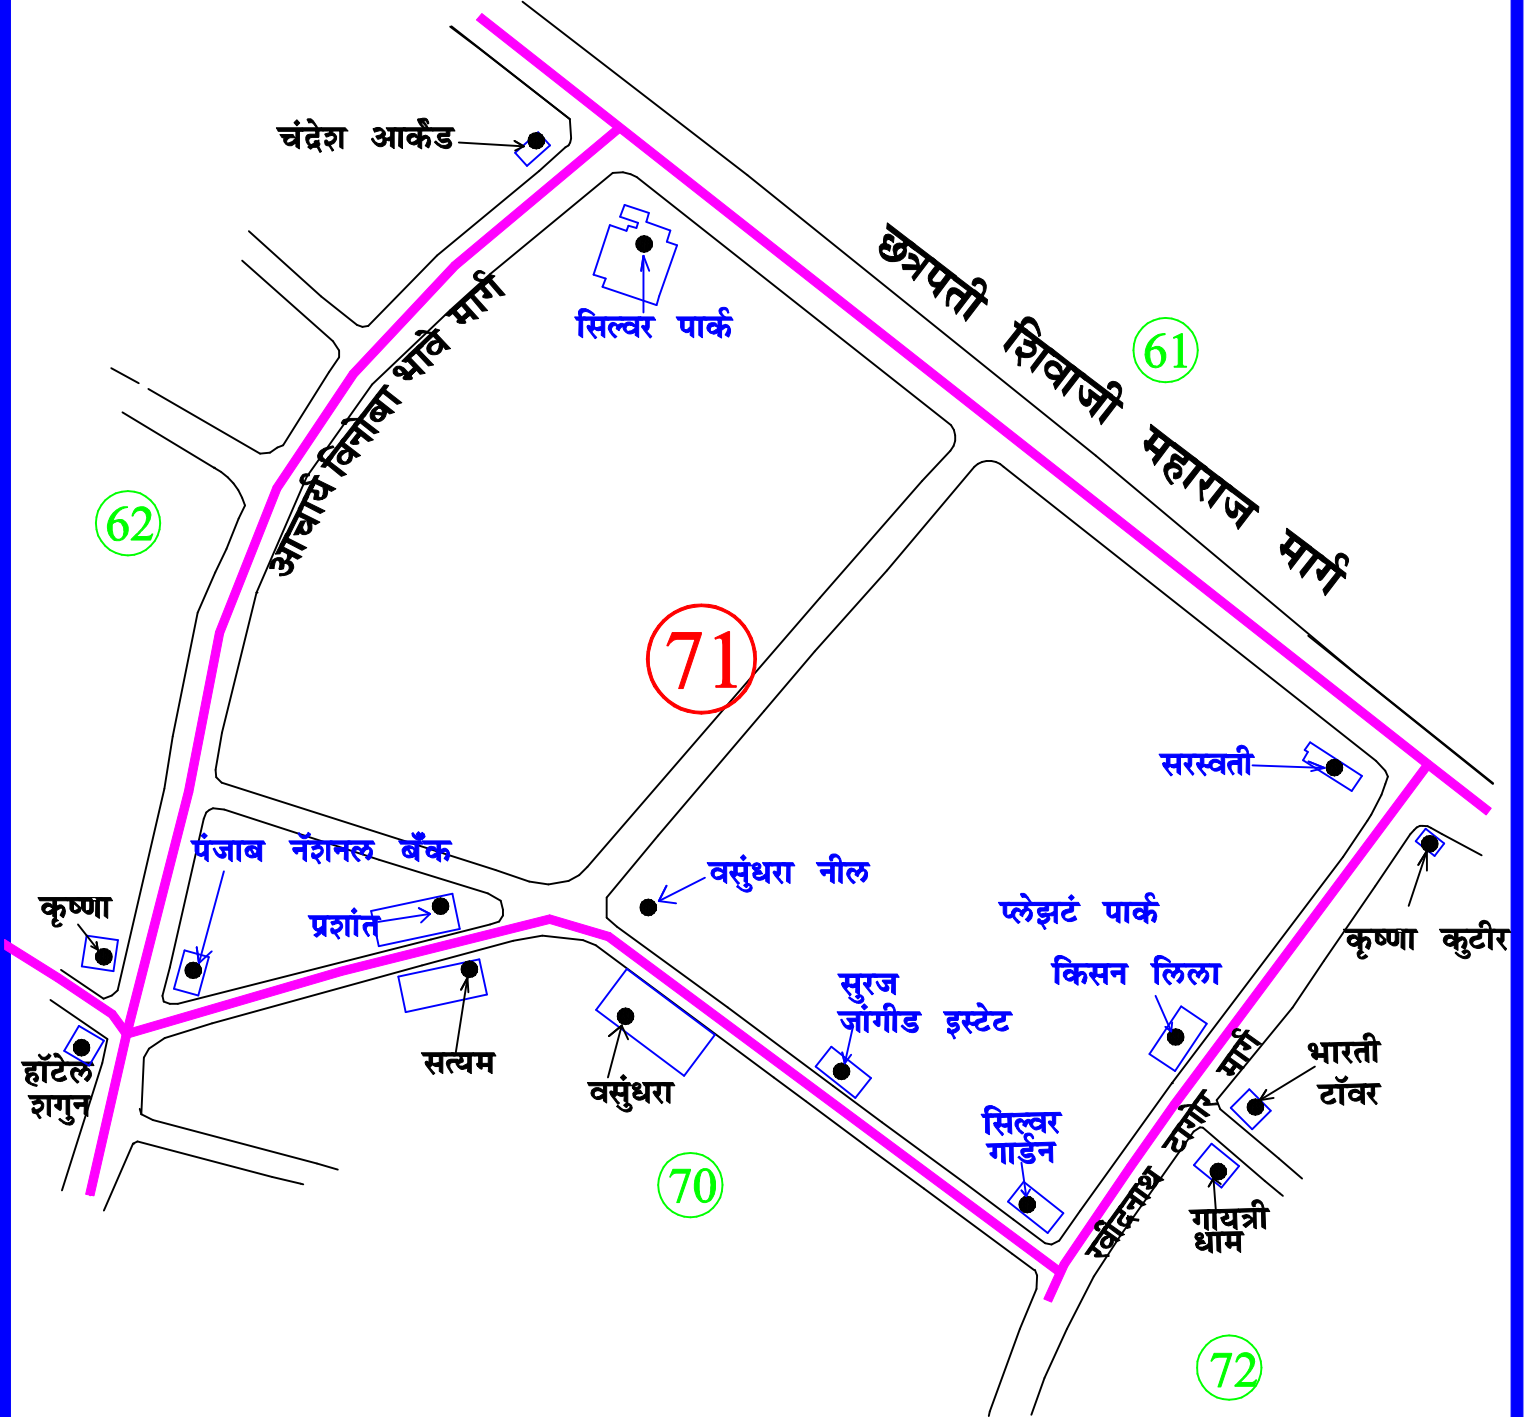 चंद्रेश आर्केड
छत्रपती शिवाजी महाराज मार्ग
सिल्वर पार्क
61
आचार्य विनोबा भावे मार्ग
62
71
सरस्वती
पंजाब नॅशनल बँक
वसुंधरा नील
कृष्णा
प्रशांत
प्लेझटं पार्क
कृष्णा कुटीर
किसन लिला
सुरज
जांगीड इस्टेट
सत्यम
हॉटेल
शगुन
वसुंधरा
भारती
टॉवर
रवींद्रनाथ टागोर मार्ग
सिल्वर
गार्डन
70
गायत्री
धाम
72